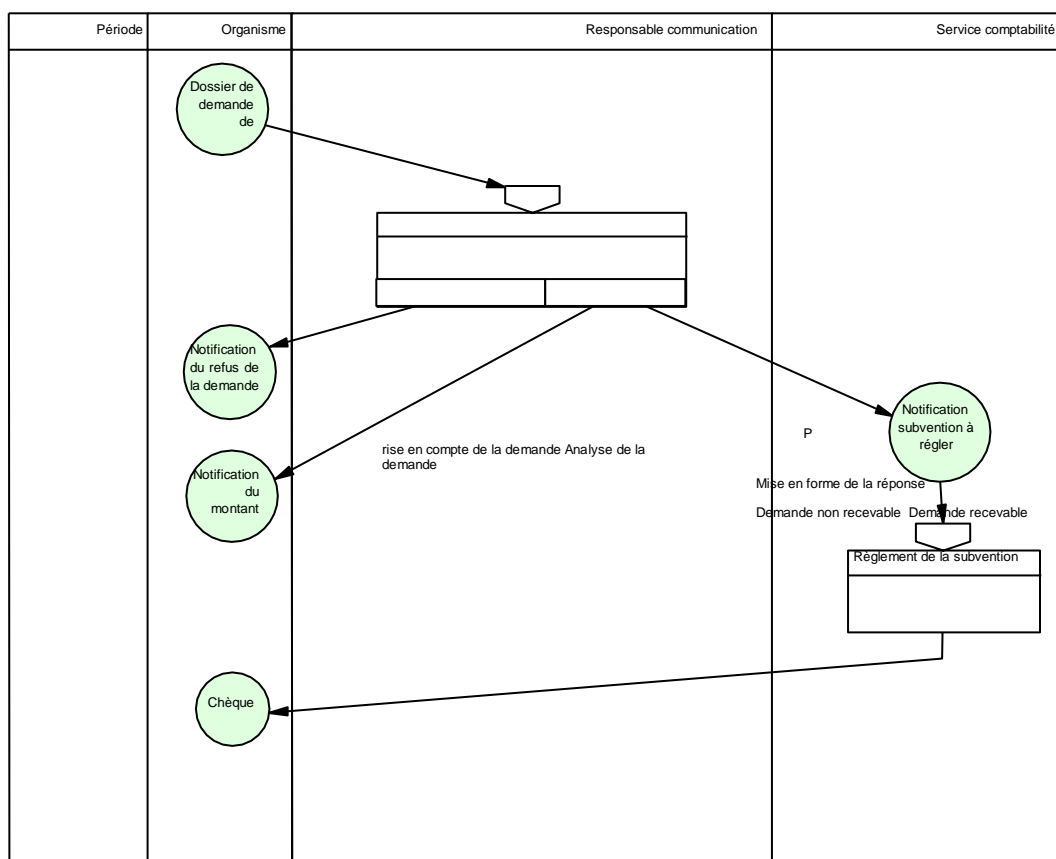 Période
Organisme
Responsable communication
Service comptabilité
Dossier de
demande
de
Notification
du refus de
la demande
Notification
subvention à
régler
P
rise en compte de la demande Analyse de la
demande
Notification
du
montant
Mise en forme de la réponse
Demande non recevable Demande recevable
Règlement de la subvention
Chèque